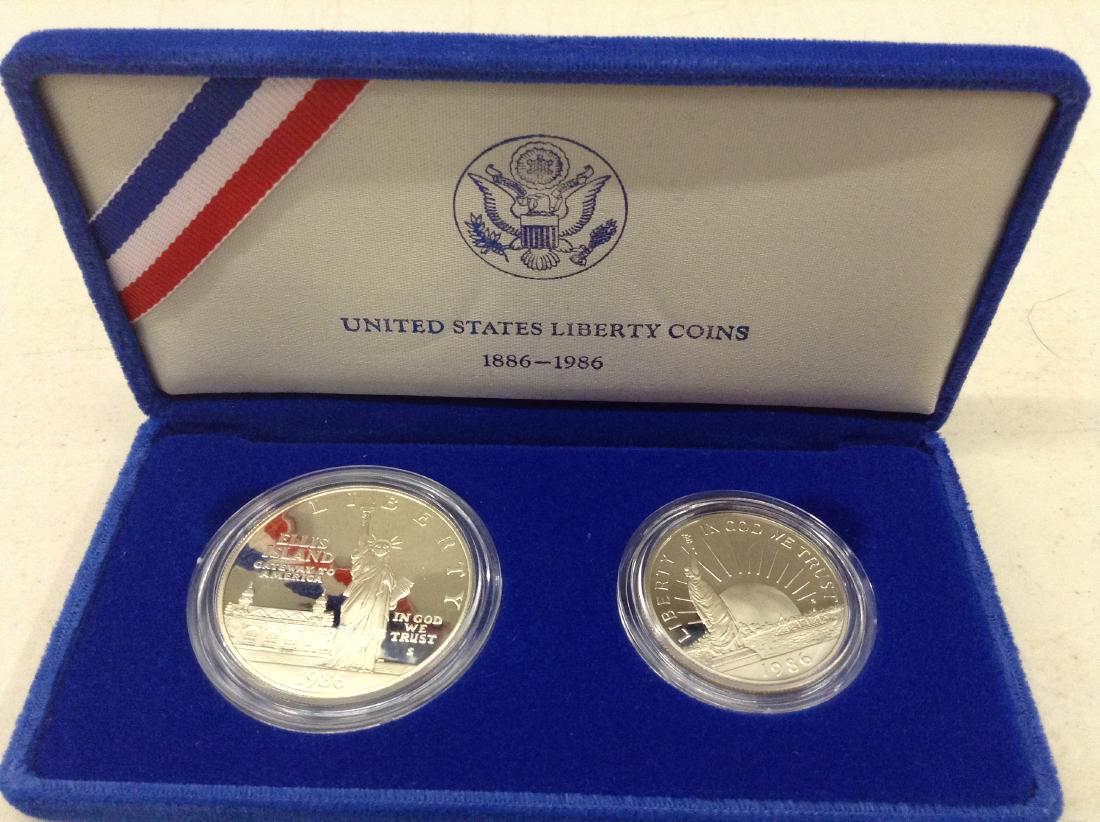 UNITED STATES LIBERTY COINS
1886–1986
LIBERTY
ELLIS
ISLAND
GATEWAY TO
AMERICA
IN GOD
WE
TRUST
S
1986
LIBERTY
IN GOD WE TRUST
1986